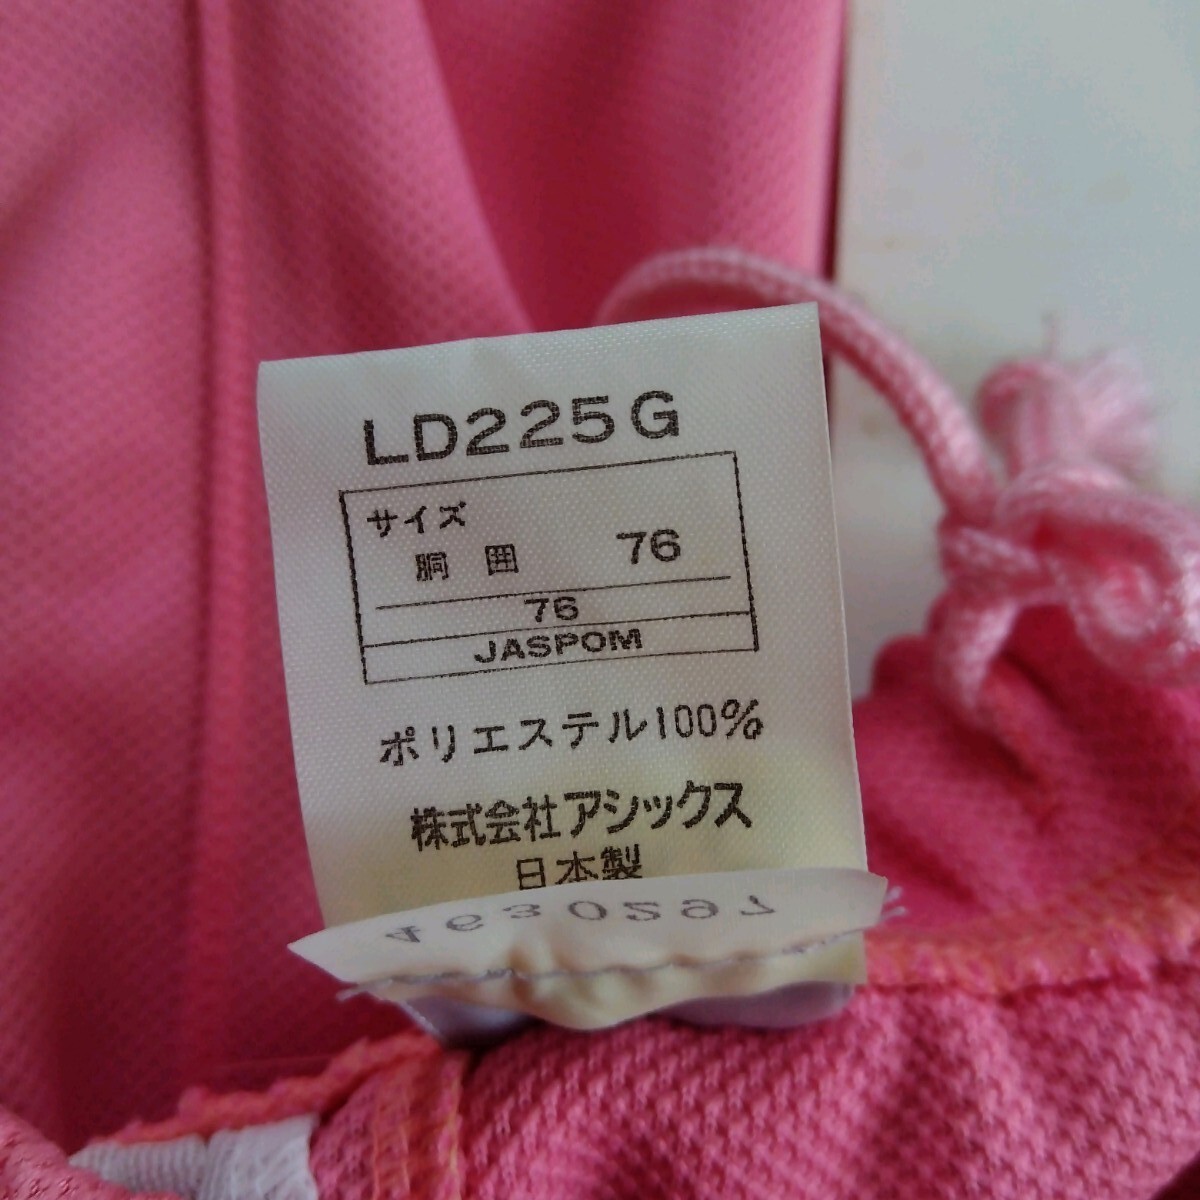 LD225G
サイズ
胴 囲 76
76
JASPOM
ポリエステル100%
株式会社アシックス
日本製
4630297